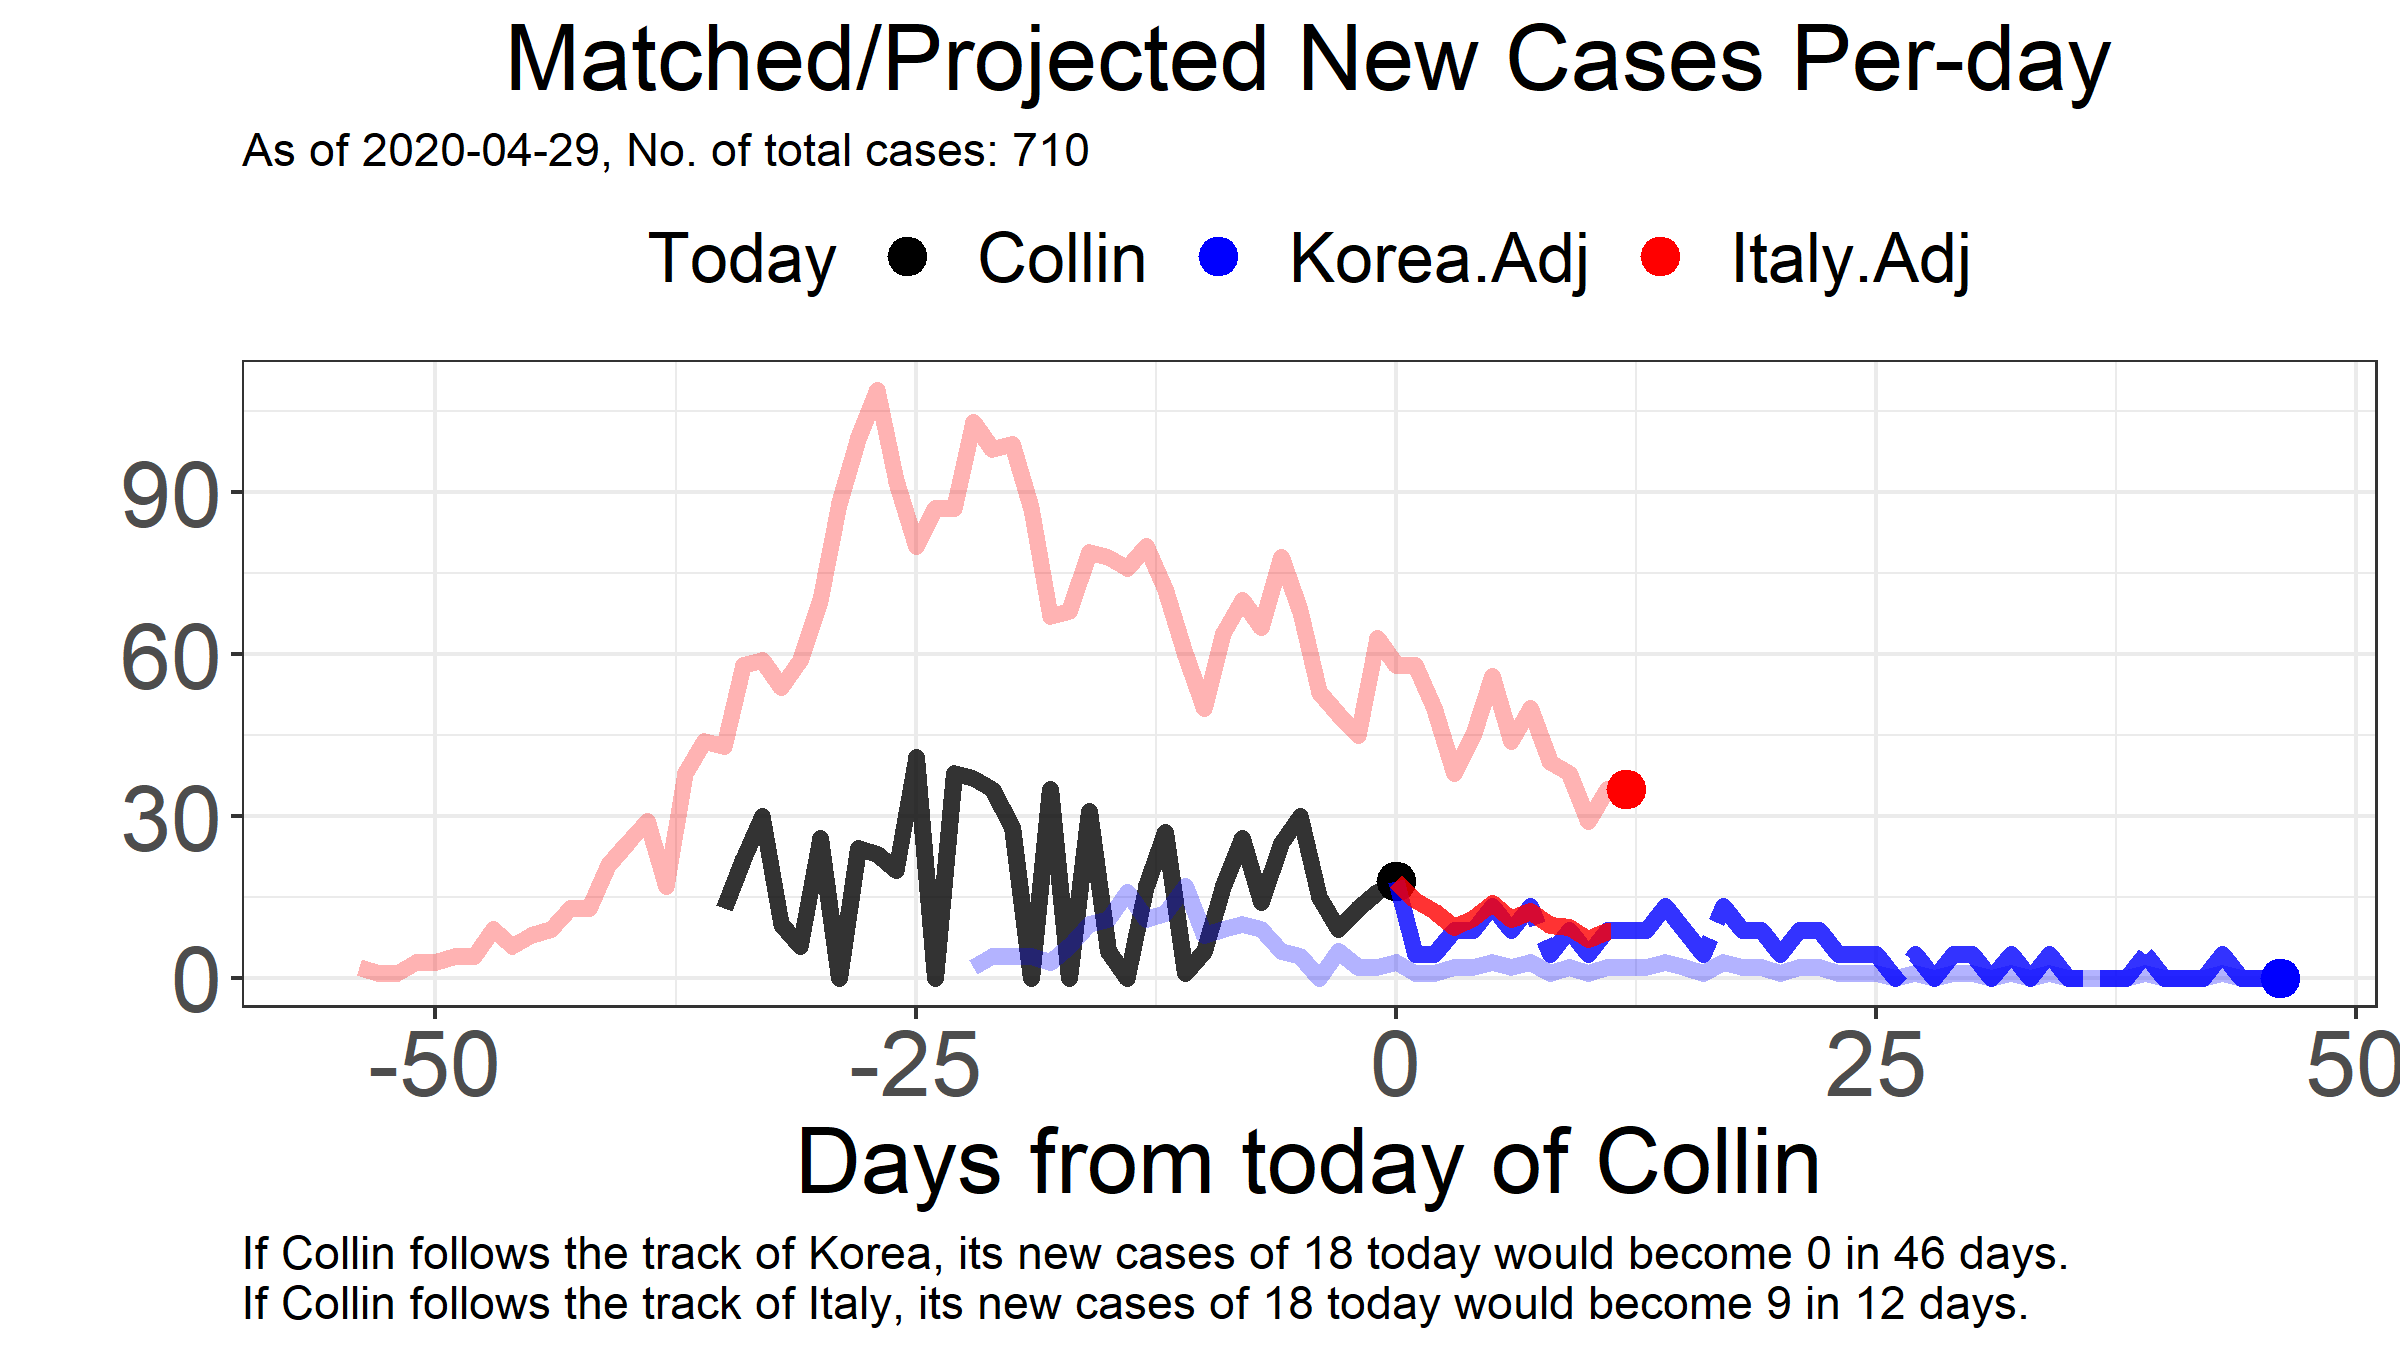 Matched/Projected New Cases Per-day
As of 2020-04-29, No. of total cases: 710
Today Collin Korea.Adj Italy.Adj
90
60
30
0
-50 -25 0 25 50
Days from today of Collin
If Collin follows the track of Korea, its new cases of 18 today would become 0 in 46 days.
If Collin follows the track of Italy, its new cases of 18 today would become 9 in 12 days.